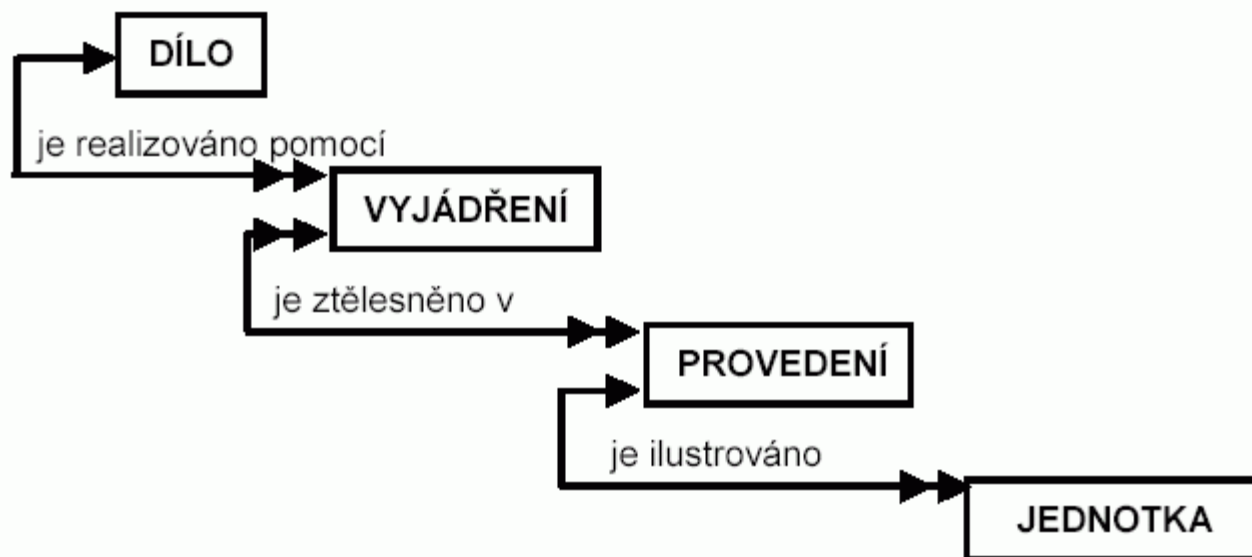 DÍLO
je realizováno pomocí
VYJÁDŘENÍ
je ztělesněno v
PROVEDENÍ
je ilustrováno
JEDNOTKA